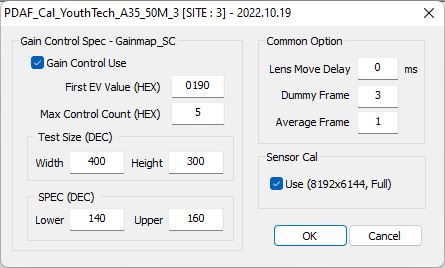 PDAF_Cal_YouthTech_A35_50M_3 [SITE : 3] - 2022.10.19
Gain Control Spec - Gainmap_SC
Gain Control Use
First EV Value (HEX) 0190
Max Control Count (HEX) 5
Test Size (DEC)
Width 400 Height 300
SPEC (DEC)
Lower 140 Upper 160
Common Option
Lens Move Delay 0 ms
Dummy Frame 3
Average Frame 1
Sensor Cal
Use (8192x6144, Full)
OK Cancel